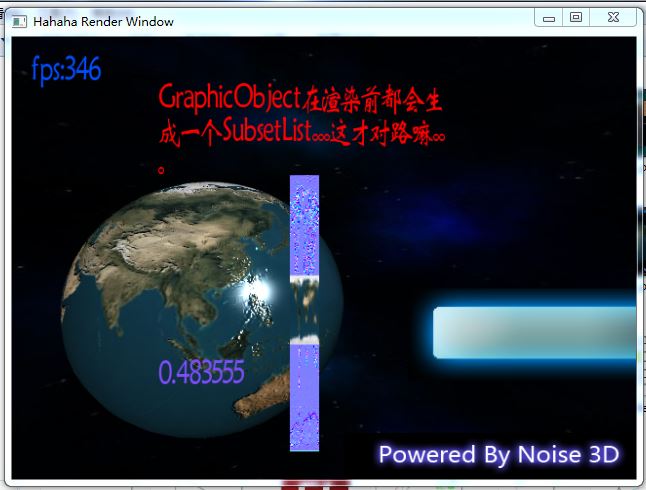 Hahaha Render Window
fps:346
GraphicObject在渲染前都会生
成一个SubsetList。。。这才对路嘛。。
。
0.483555
Powered By Noise 3D